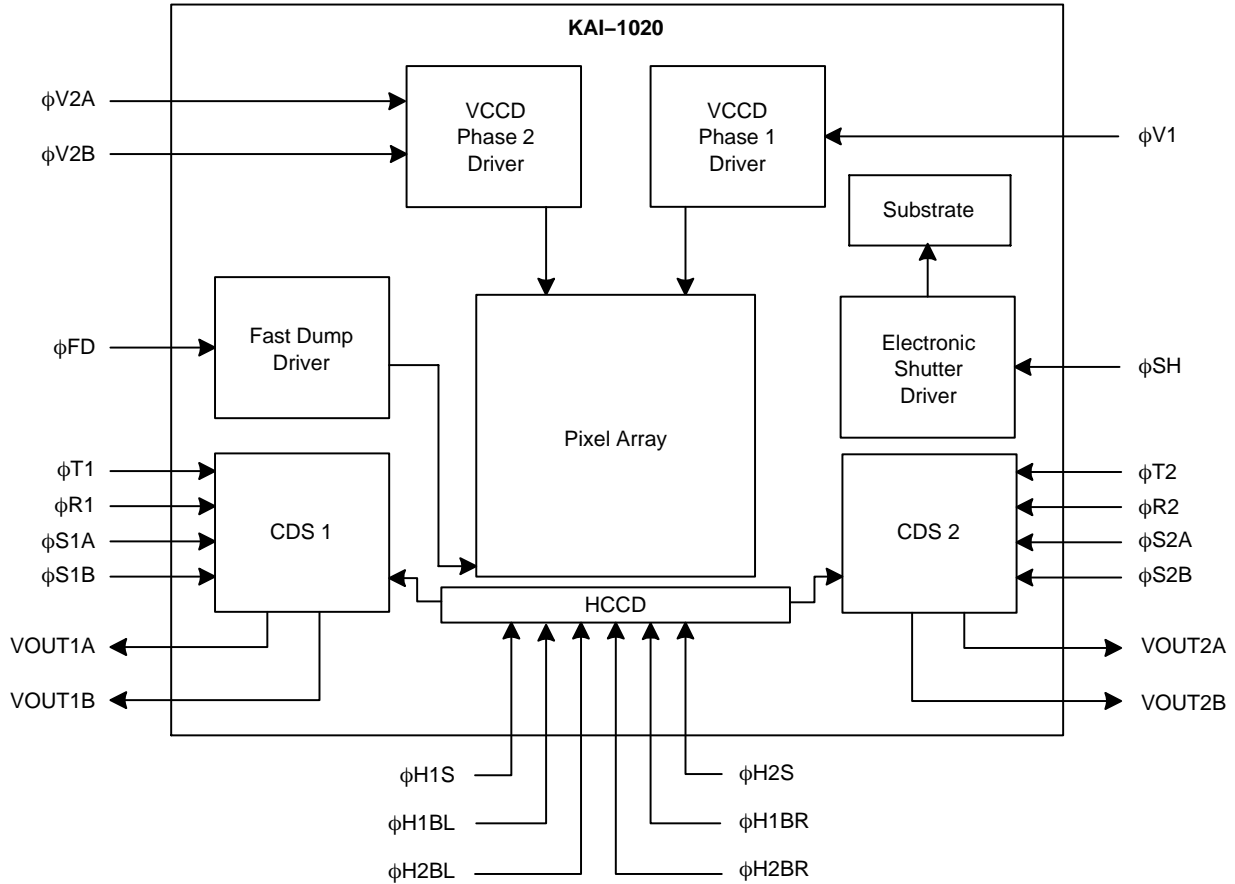 KAI–1020
ϕV2A
ϕV2B
VCCD
Phase 2
Driver
VCCD
Phase 1
Driver
ϕV1
Substrate
ϕFD
Fast Dump
Driver
Pixel Array
Electronic
Shutter
Driver
ϕSH
ϕT1
ϕR1
ϕS1A
ϕS1B
CDS 1
CDS 2
ϕT2
ϕR2
ϕS2A
ϕS2B
HCCD
VOUT1A
VOUT1B
VOUT2A
VOUT2B
ϕH1S
ϕH2S
ϕH1BL
ϕH1BR
ϕH2BL
ϕH2BR